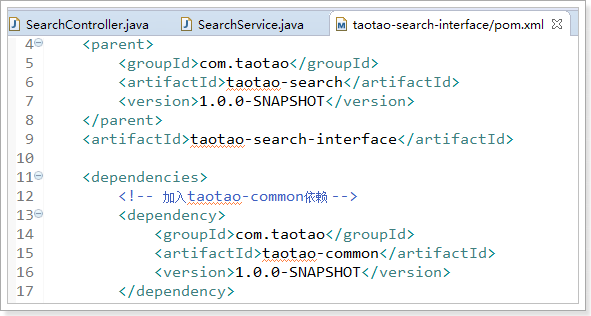 SearchController.java SearchService.java taotao-search-interface/pom.xml
4 <parent>
5 <groupId>com.taotao</groupId>
6 <artifactId>taotao-search</artifactId>
7 <version>1.0.0-SNAPSHOT</version>
8 </parent>
9 <artifactId>taotao-search-interface</artifactId>
10
11 <dependencies>
12 <!-- 加入taotao-common依赖 -->
13 <dependency>
14 <groupId>com.taotao</groupId>
15 <artifactId>taotao-common</artifactId>
16 <version>1.0.0-SNAPSHOT</version>
17 </dependency>